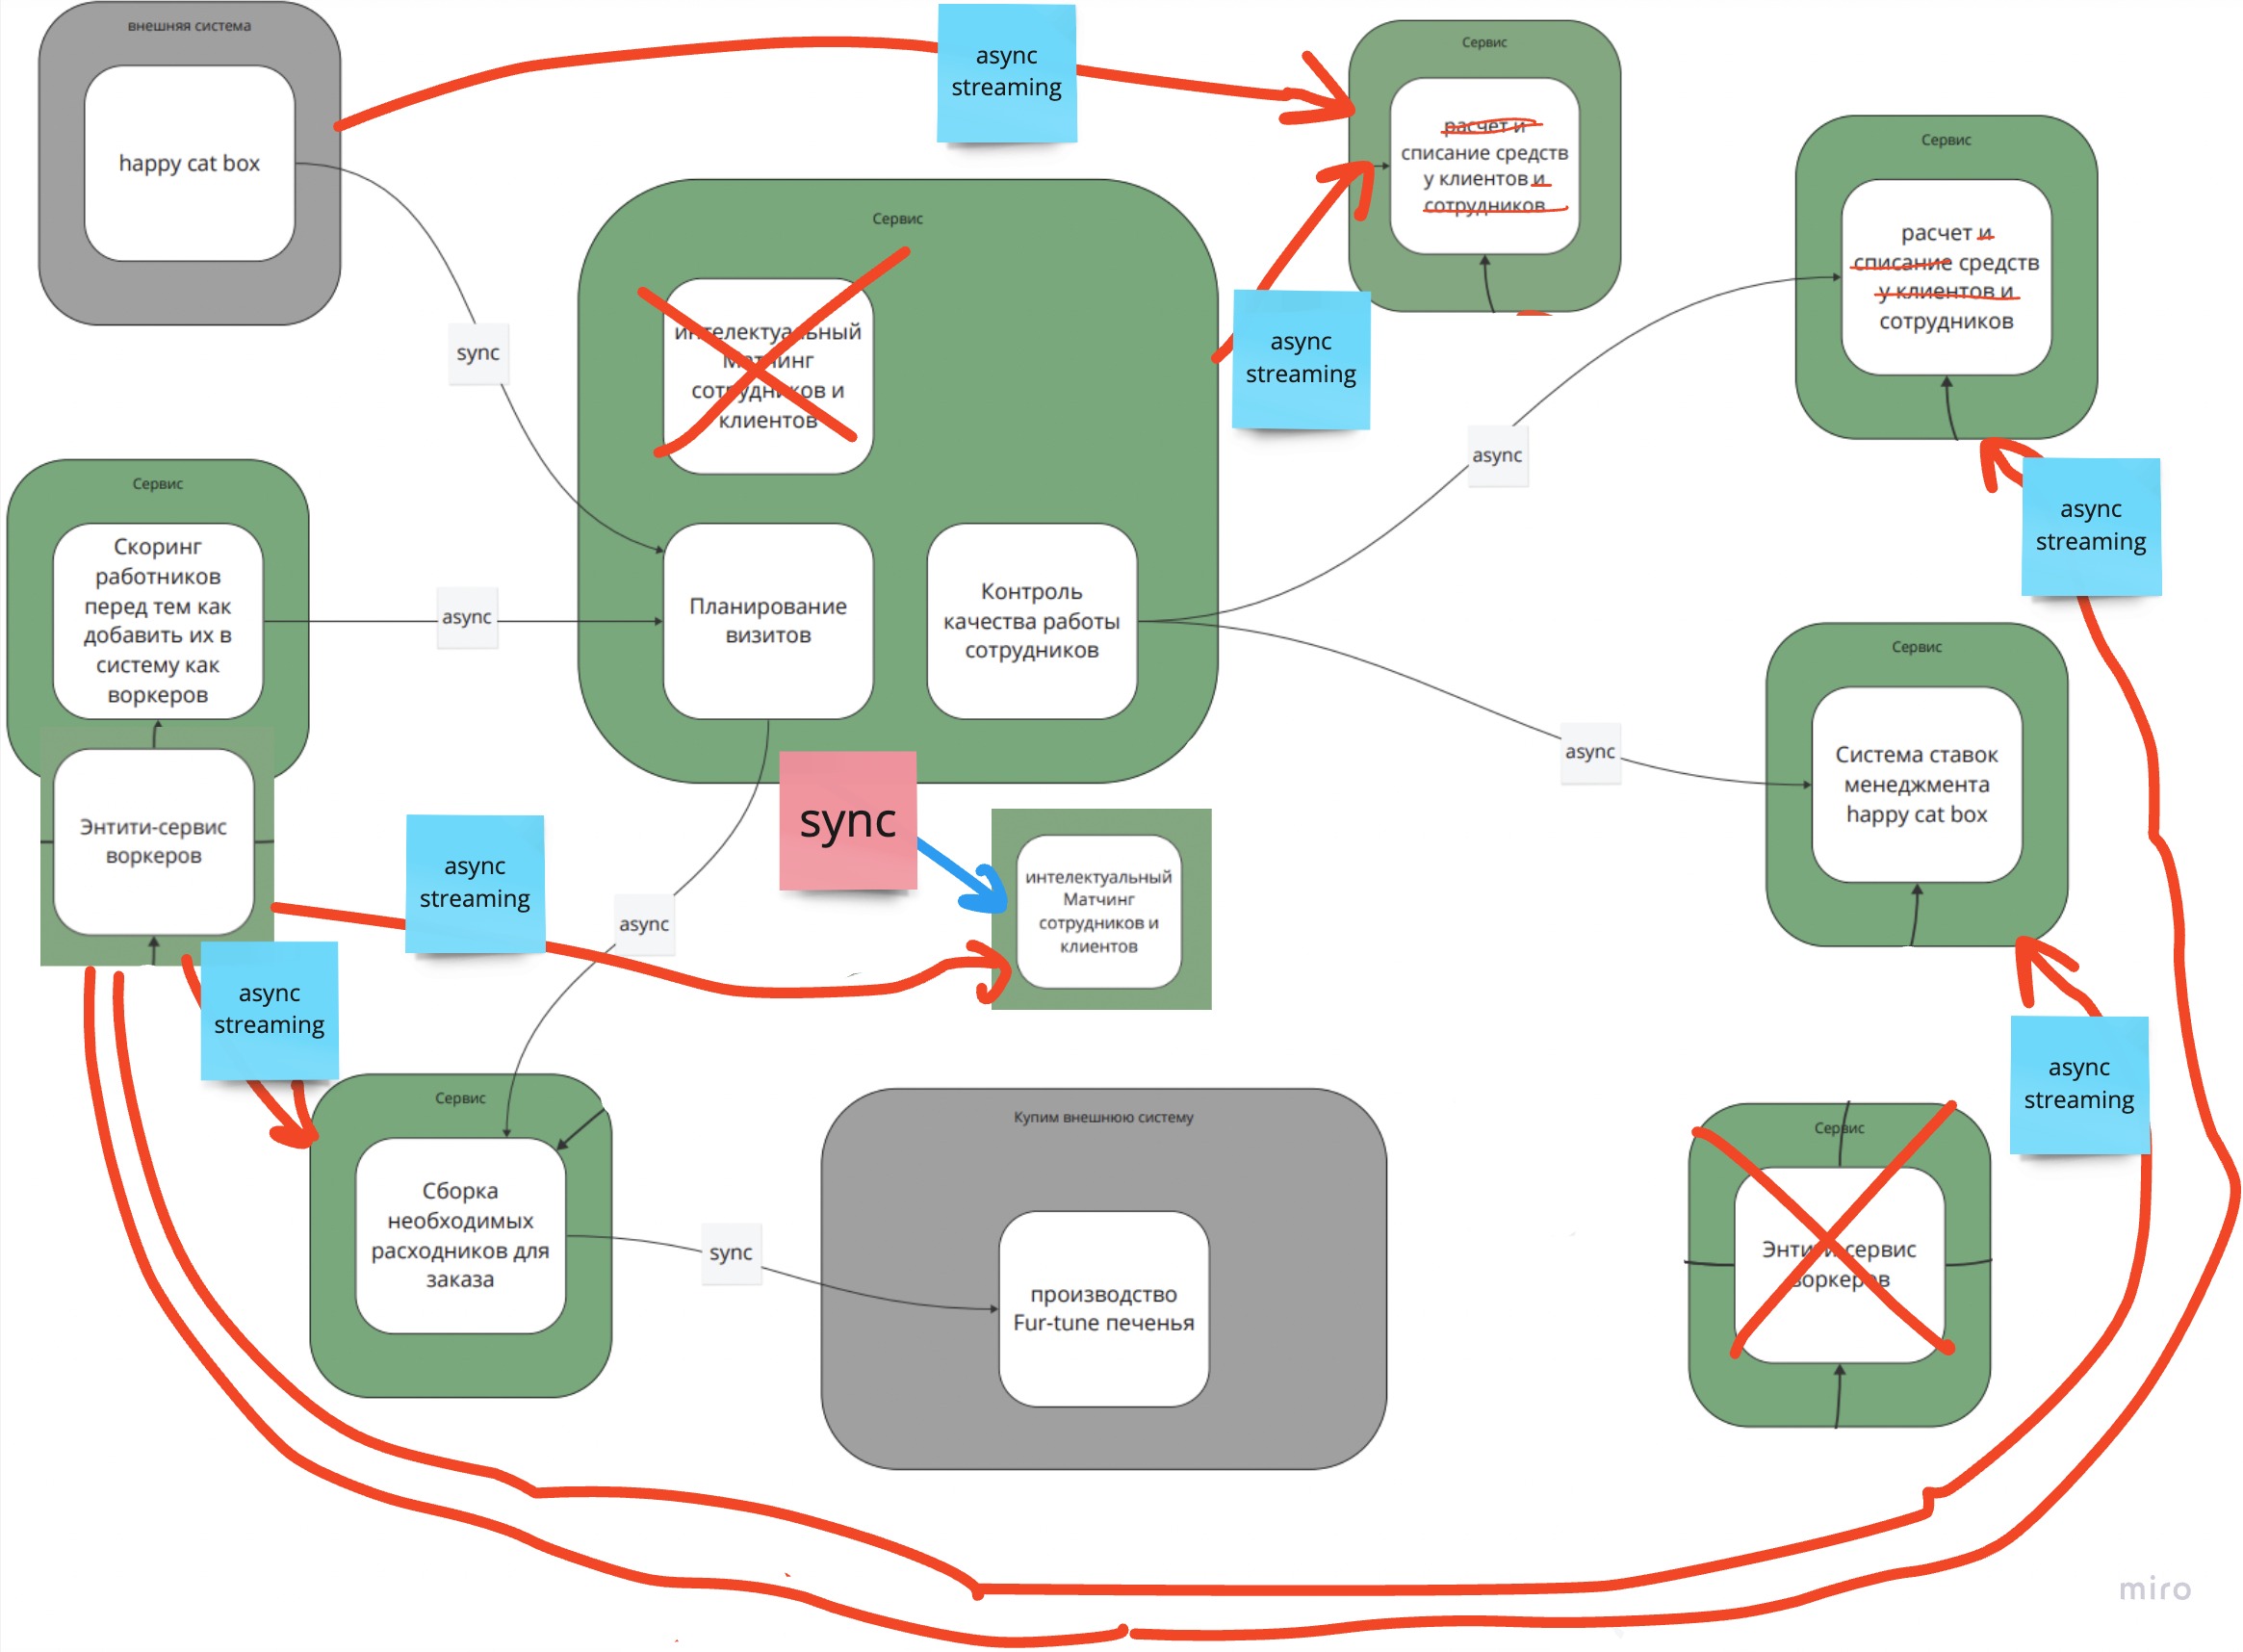 внешняя система
happy cat box
async
streaming
Сервис
расчет и
списание средств
у клиентов и
сотрудников
Сервис
расчет и
списание средств
у клиентов и
сотрудников
Сервис
интелектуальный
Матчинг
сотрудников и
клиентов
sync
async
streaming
async
async
streaming
Сервис
Скоринг
работников
перед тем как
добавить их в
систему как
воркеров
async
Планирование
визитов
Контроль
качества работы
сотрудников
Сервис
Система ставок
менеджмента
happy cat box
async
Энтити-сервис
воркеров
async
streaming
sync
интелектуальный
Матчинг
сотрудников и
клиентов
async
async
streaming
async
streaming
Сервис
Сборка
необходимых
расходников для
заказа
sync
Купим внешнюю систему
производство
Fur-tune печенья
Сервис
Энтити-сервис
воркеров
miro